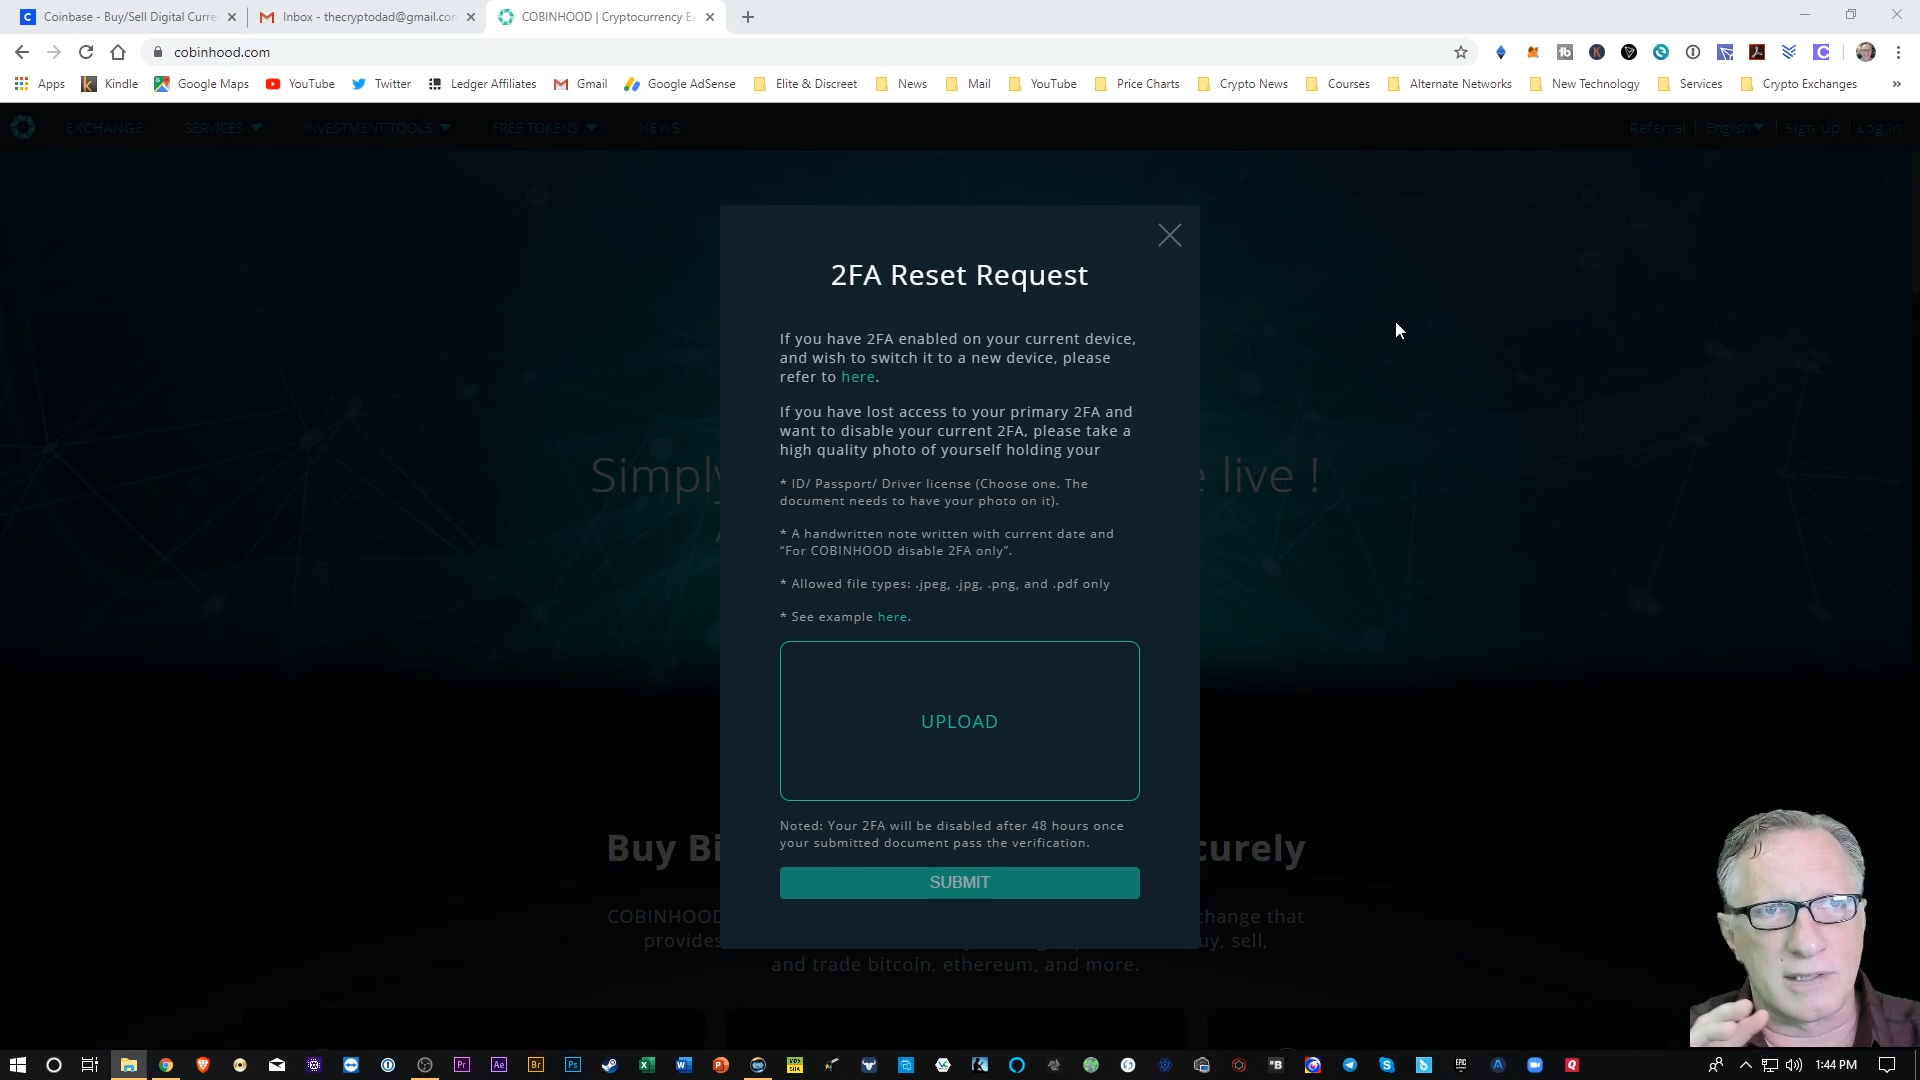 Coinbase - Buy/Sell Digital Curre
Inbox - thecryptodad@gmail.con
COBINHOOD | Cryptocurrency E
cobinhood.com
Apps
Kindle
Google Maps
YouTube
Twitter
Ledger Affiliates
Gmail
Google AdSense
Elite & Discreet
News
Mail
YouTube
Price Charts
Crypto News
Courses
Alternate Networks
New Technology
Services
Crypto Exchanges
»
EXCHANGE
SERVICES
INVESTMENT TOOLS
FREE TOKENS
NEWS
Referral
English
Sign Up
Log In
2FA Reset Request
If you have 2FA enabled on your current device,
and wish to switch it to a new device, please
refer to here.
If you have lost access to your primary 2FA and
want to disable your current 2FA, please take a
high quality photo of yourself holding your
Simply
e live !
* ID/ Passport/ Driver license (Choose one. The
document needs to have your photo on it).
* A handwritten note written with current date and
“For COBINHOOD disable 2FA only”.
* Allowed file types: .jpeg, .jpg, .png, and .pdf only
* See example here.
UPLOAD
Noted: Your 2FA will be disabled after 48 hours once
your submitted document pass the verification.
SUBMIT
Buy Bi
curely
COBINHOOD
change that
provides
uy, sell,
and trade bitcoin, ethereum, and more.
1:44 PM